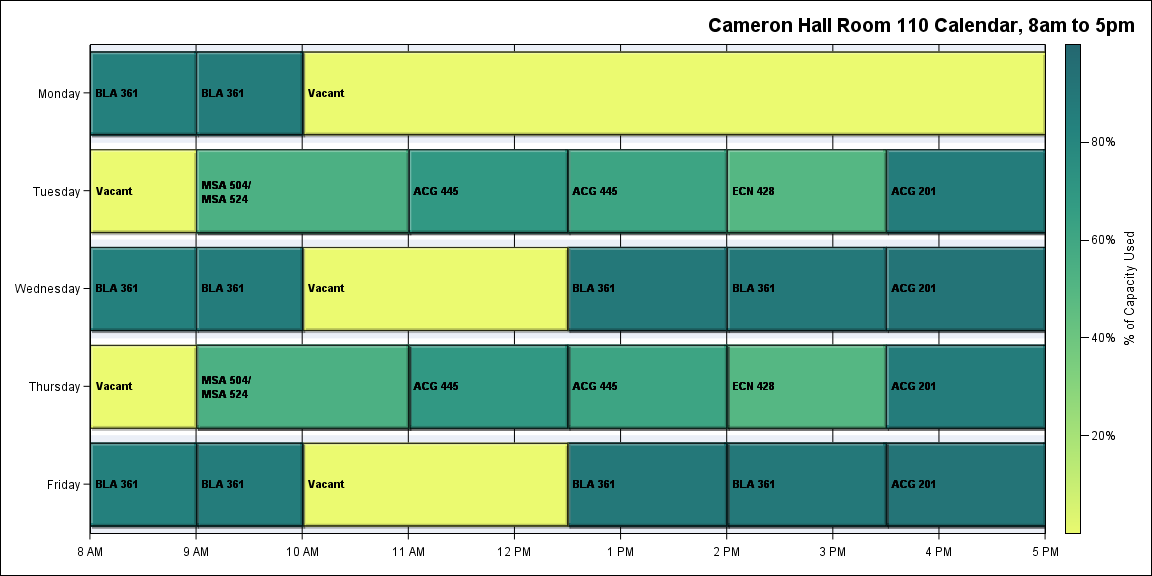 Cameron Hall Room 110 Calendar, 8am to 5pm
Monday
BLA 361
BLA 361
Vacant
Tuesday
Vacant
MSA 504/
MSA 524
ACG 445
ACG 445
ECN 428
ACG 201
Wednesday
BLA 361
BLA 361
Vacant
BLA 361
BLA 361
ACG 201
Thursday
Vacant
MSA 504/
MSA 524
ACG 445
ACG 445
ECN 428
ACG 201
Friday
BLA 361
BLA 361
Vacant
BLA 361
BLA 361
ACG 201
8 AM
9 AM
10 AM
11 AM
12 PM
1 PM
2 PM
3 PM
4 PM
5 PM
80%
60%
40%
20%
% of Capacity Used